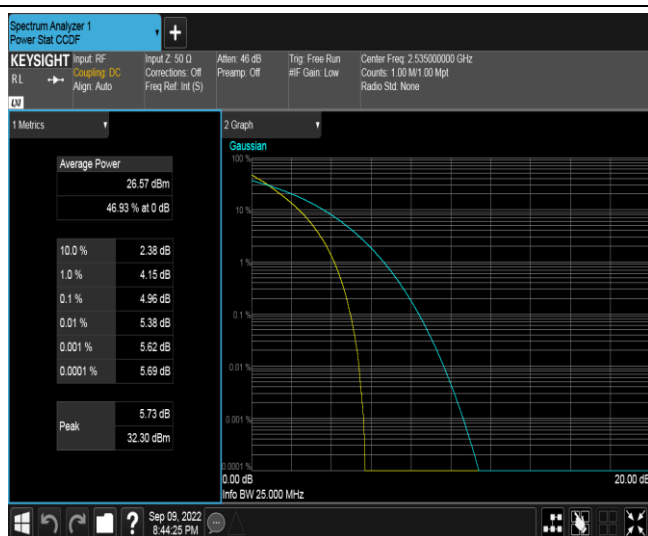 Spectrum Analyzer 1
Power Stat CCDF
+
KEYSIGHT
RL
LXI
Input: RF
Coupling: DC
Align: Auto
Input Z: 50 Ω
Corrections: Off
Freq Ref: Int (S)
Atten: 46 dB
Preamp: Off
Trig: Free Run
#IF Gain: Low
Center Freq: 2.535000000 GHz
Counts: 1.00 M/1.00 Mpt
Radio Std: None
1 Metrics
Average Power
26.57 dBm
46.93 % at 0 dB
10.0 % 2.38 dB
1.0 % 4.15 dB
0.1 % 4.96 dB
0.01 % 5.38 dB
0.001 % 5.62 dB
0.0001 % 5.69 dB
Peak
5.73 dB
32.30 dBm
2 Graph
Gaussian
100 %
10 %
1 %
0.1 %
0.01 %
0.001 %
0.0001 %
0.00 dB
20.00 dB
Info BW 25.000 MHz
?
Sep 09, 2022
8:44:25 PM